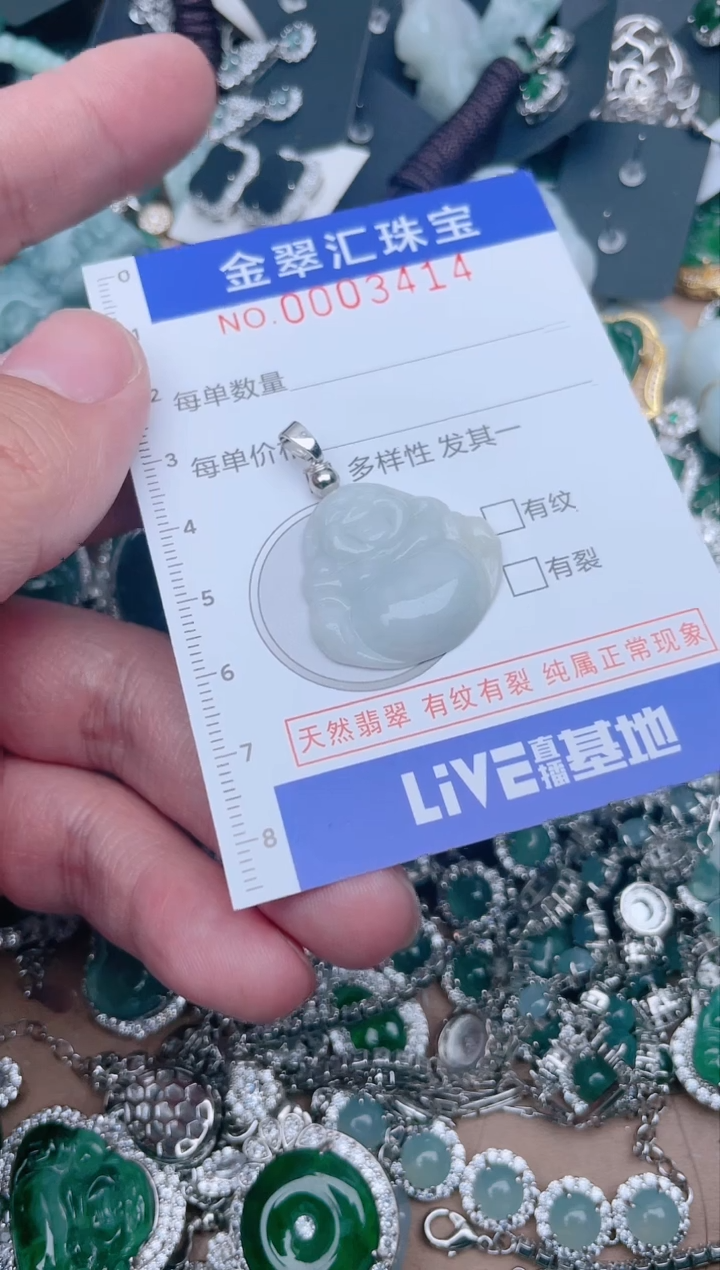 金翠汇珠宝
NO.0003414
每单数量
每单价
多样性 发其一
有纹
有裂
天然翡翠 有纹有裂 纯属正常现象
LiVE直播基地
0
2
3
4
5
6
7
8